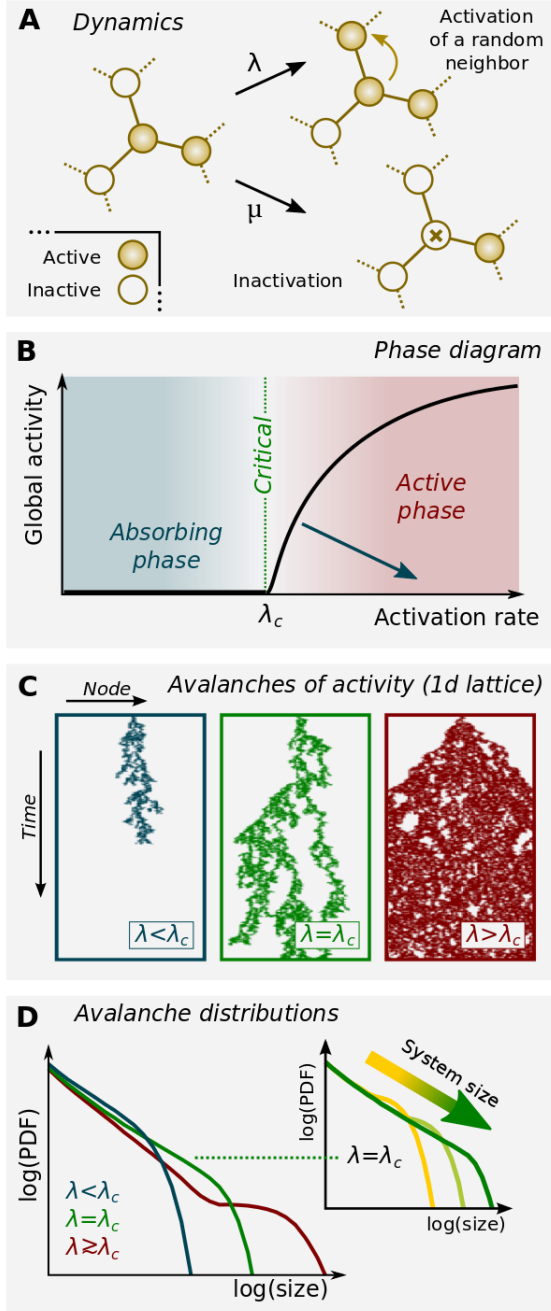 A Dynamics
Activation
of a random
neighbor
λ
μ
Active
Inactive
Inactivation
B Phase diagram
Global activity
Critical
Absorbing
phase
Active
phase
λc
Activation rate
C Avalanches of activity (1d lattice)
Node
Time
λ<λc
λ=λc
λ>λc
D Avalanche distributions
log(PDF)
λ<λc
λ=λc
λ≳λc
log(size)
System size
log(PDF)
λ=λc
log(size)